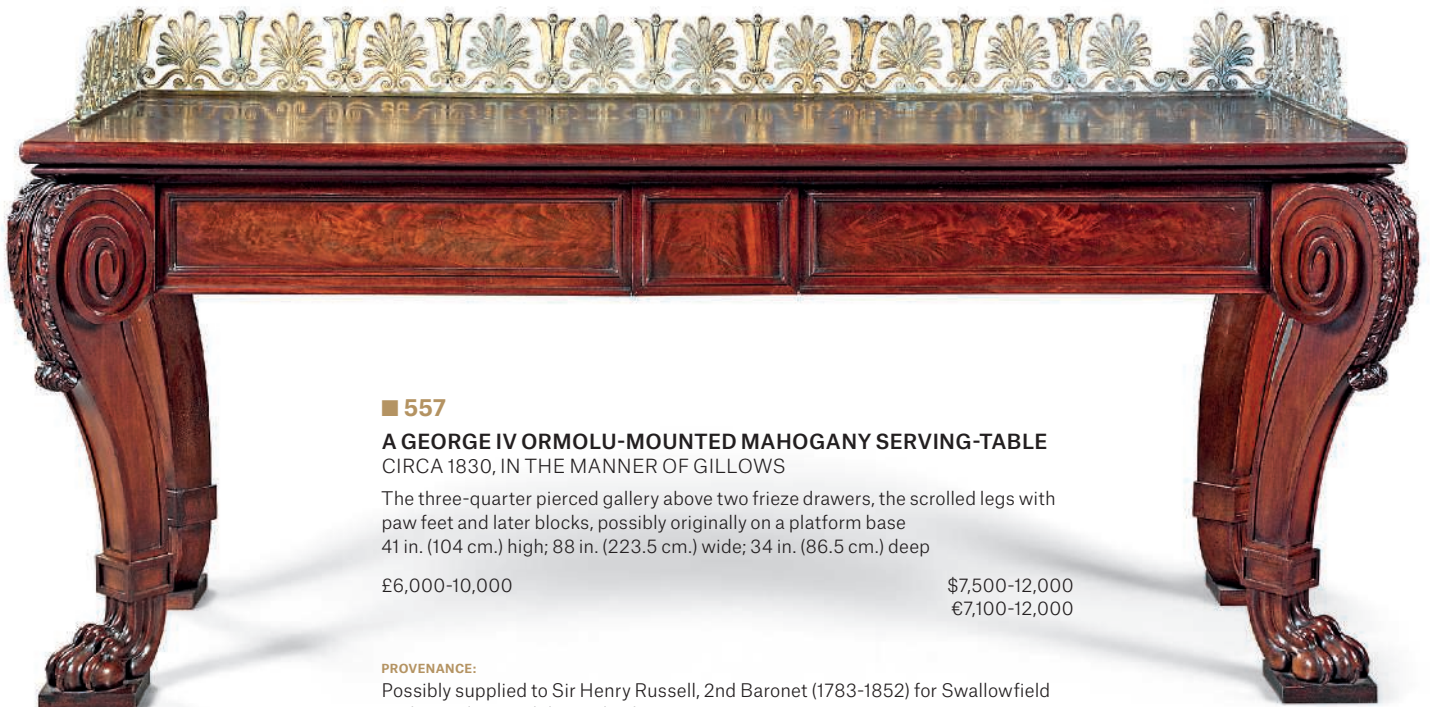 ■ 557
A GEORGE IV ORMOLU-MOUNTED MAHOGANY SERVING-TABLE
CIRCA 1830, IN THE MANNER OF GILLOWS
The three-quarter pierced gallery above two frieze drawers, the scrolled legs with
paw feet and later blocks, possibly originally on a platform base
41 in. (104 cm.) high; 88 in. (223.5 cm.) wide; 34 in. (86.5 cm.) deep
£6,000-10,000
$7,500-12,000
€7,100-12,000
PROVENANCE:
Possibly supplied to Sir Henry Russell, 2nd Baronet (1783-1852) for Swallowfield